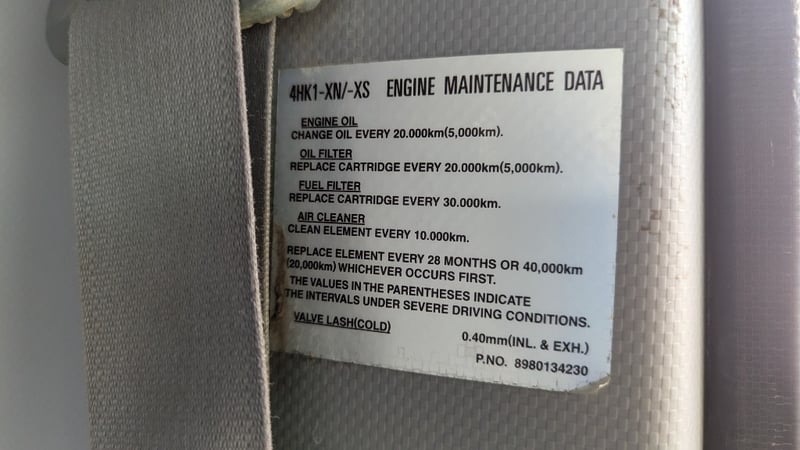 4HK1-XN/-XS ENGINE MAINTENANCE DATA
ENGINE OIL
CHANGE OIL EVERY 20.000km(5,000km).
OIL FILTER
REPLACE CARTRIDGE EVERY 20.000km(5,000km).
FUEL FILTER
REPLACE CARTRIDGE EVERY 30.000km.
AIR CLEANER
CLEAN ELEMENT EVERY 10.000km.
REPLACE ELEMENT EVERY 28 MONTHS OR 40,000km
(20,000km) WHICHEVER OCCURS FIRST.
THE VALUES IN THE PARENTHESES INDICATE
THE INTERVALS UNDER SEVERE DRIVING CONDITIONS.
VALVE LASH(COLD)
0.40mm(INL. & EXH.)
P.NO. 8980134230